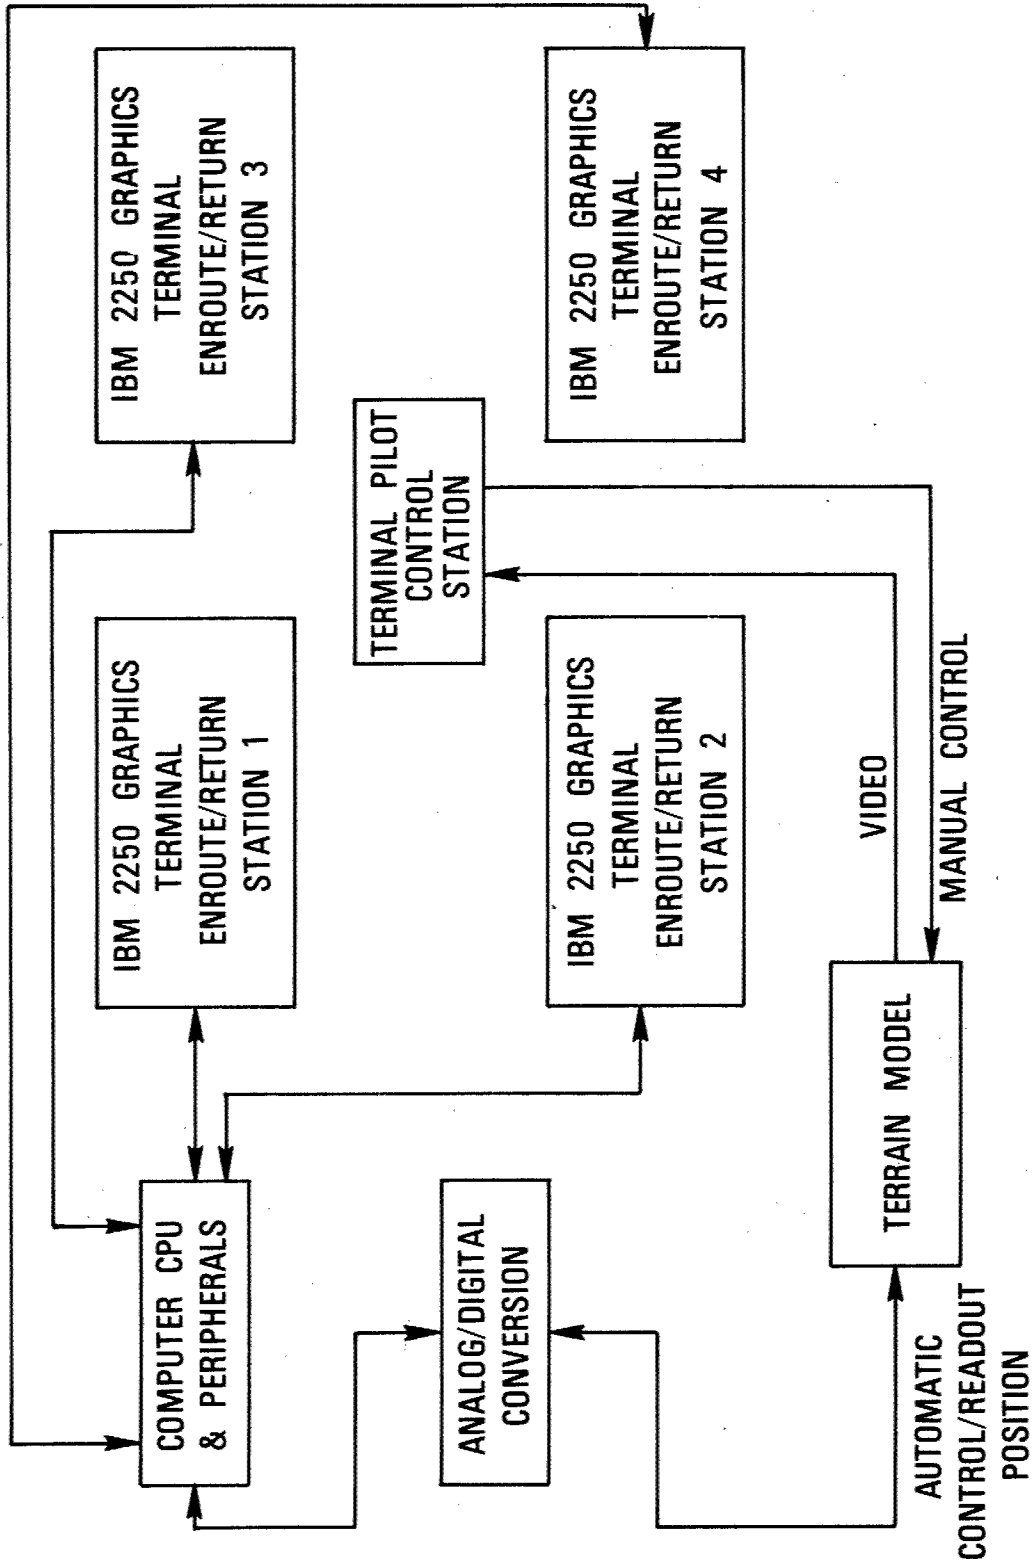 COMPUTER CPU
& PERIPHERALS
IBM 2250 GRAPHICS
TERMINAL
ENROUTE/RETURN
STATION 1
IBM 2250 GRAPHICS
TERMINAL
ENROUTE/RETURN
STATION 3
ANALOG/DIGITAL
CONVERSION
TERMINAL PILOT
CONTROL
STATION
IBM 2250 GRAPHICS
TERMINAL
ENROUTE/RETURN
STATION 2
IBM 2250 GRAPHICS
TERMINAL
ENROUTE/RETURN
STATION 4
TERRAIN MODEL
VIDEO
MANUAL CONTROL
AUTOMATIC
CONTROL/READOUT
POSITION